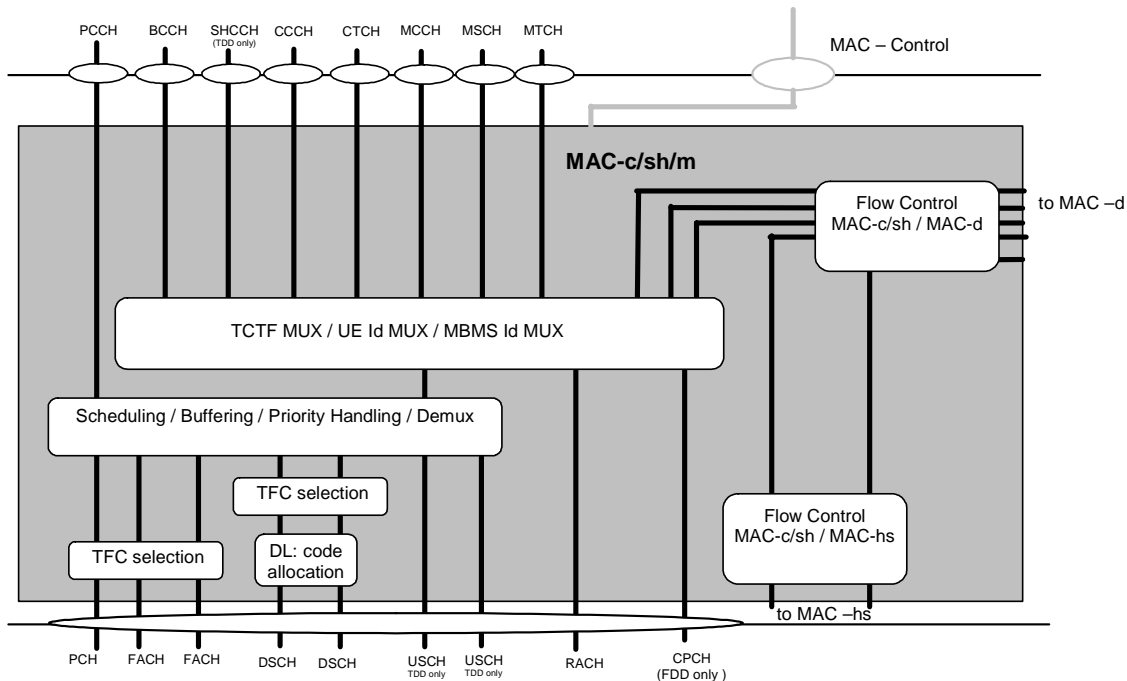 PCCH BCCH SHCCH CCCH CTCH MCCH MSCH MTCH
(TDD only)
MAC – Control
MAC-c/sh/m
Flow Control
MAC-c/sh / MAC-d
to MAC –d
TCTF MUX / UE Id MUX / MBMS Id MUX
Scheduling / Buffering / Priority Handling / Demux
TFC selection
Flow Control
MAC-c/sh / MAC-hs
TFC selection
DL: code
allocation
to MAC –hs
PCH FACH FACH DSCH DSCH USCH USCH RACH CPCH
TDD only TDD only (FDD only )